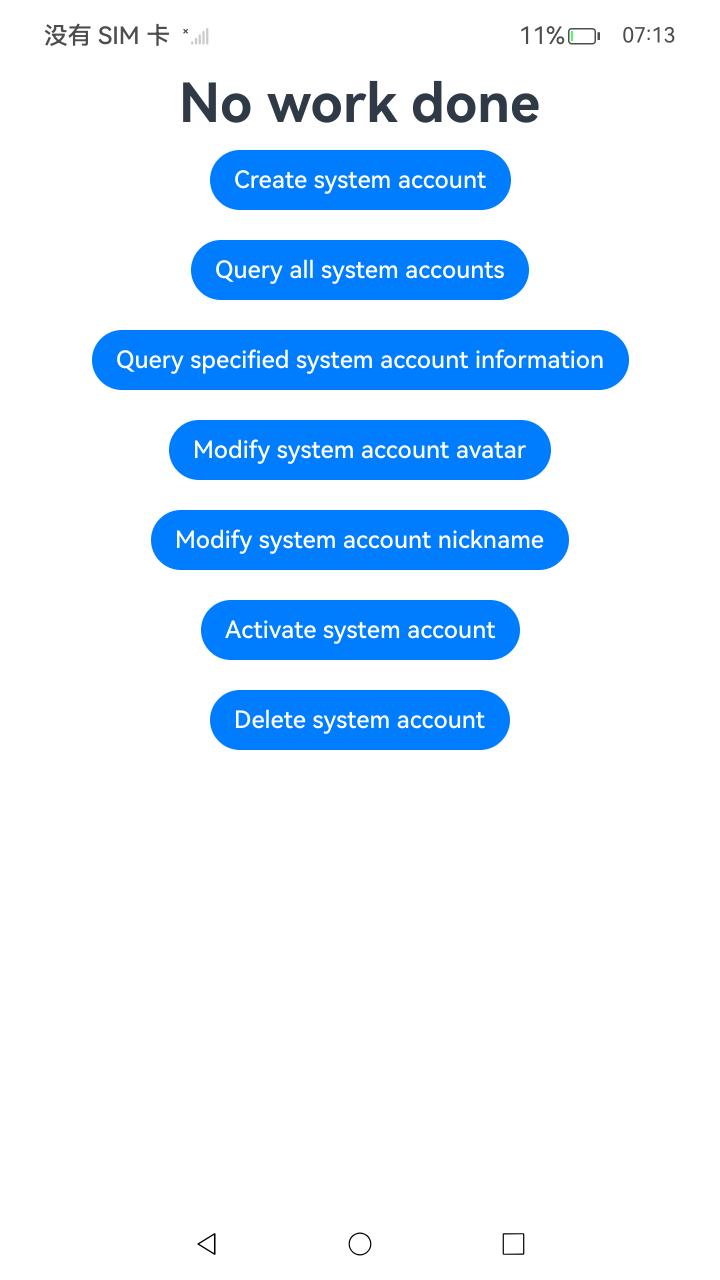 没有 SIM 卡 11% 07:13
No work done
Create system account
Query all system accounts
Query specified system account information
Modify system account avatar
Modify system account nickname
Activate system account
Delete system account